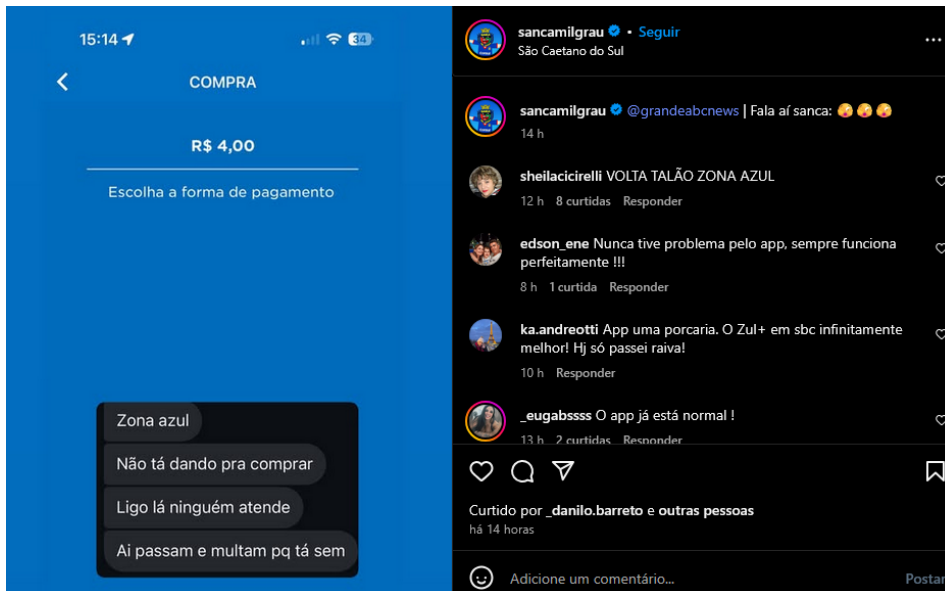 15:14
34
COMPRA
R$ 4,00
Escolha a forma de pagamento
Zona azul
Não tá dando pra comprar
Ligo lá ninguém atende
Ai passam e multam pq tá sem
sancamilgrau • Seguir
São Caetano do Sul
sancamilgrau @grandeabcnews | Fala aí sanca: 🫣🫣🫣
14 h
sheilacicirelli VOLTA TALÃO ZONA AZUL
12 h 8 curtidas Responder
edson_ene Nunca tive problema pelo app, sempre funciona
perfeitamente !!!
8 h 1 curtida Responder
ka.andreotti App uma porcaria. O Zul+ em sbc infinitamente
melhor! Hj só passei raiva!
10 h Responder
_eugabssss O app já está normal !
13 h 2 curtidas Responder
Curtido por _danilo.barreto e outras pessoas
há 14 horas
Adicione um comentário...
Postar